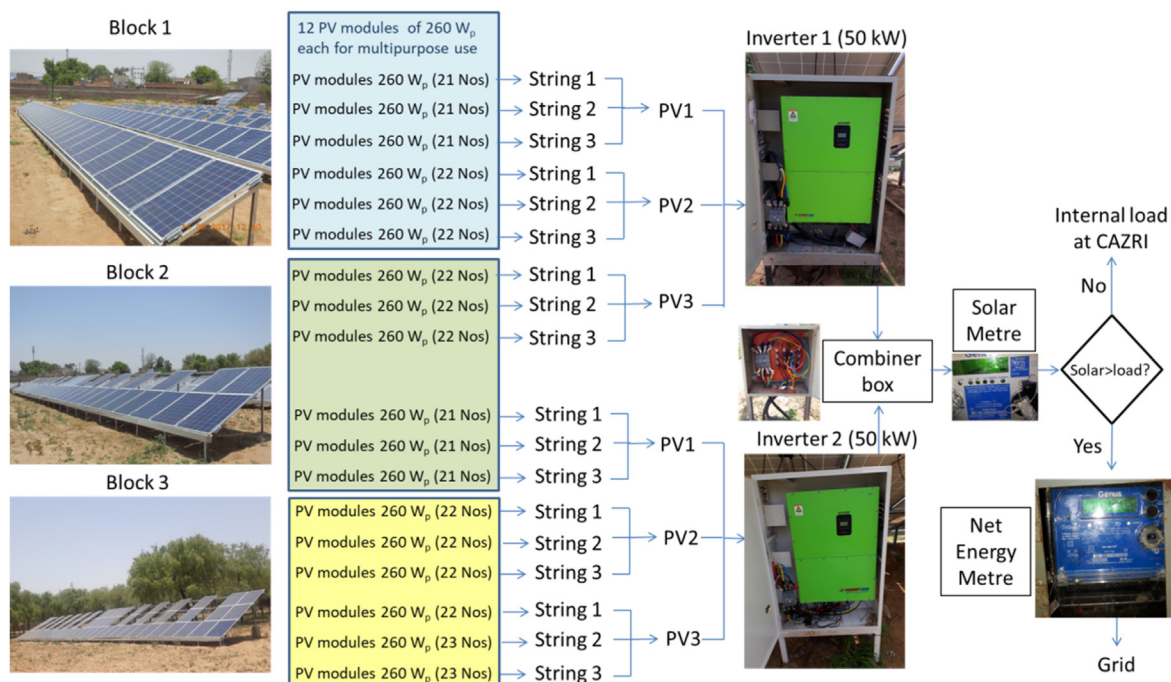 Block 1
12 PV modules of 260 Wp
each for multipurpose use
PV modules 260 Wp (21 Nos)
String 1
PV modules 260 Wp (21 Nos)
String 2
PV modules 260 Wp (21 Nos)
String 3
PV1
PV modules 260 Wp (22 Nos)
String 1
PV modules 260 Wp (22 Nos)
String 2
PV modules 260 Wp (22 Nos)
String 3
PV2
Block 2
PV modules 260 Wp (22 Nos)
String 1
PV modules 260 Wp (22 Nos)
String 2
PV modules 260 Wp (22 Nos)
String 3
PV3
Inverter 1 (50 kW)
PV modules 260 Wp (21 Nos)
String 1
PV modules 260 Wp (21 Nos)
String 2
PV modules 260 Wp (21 Nos)
String 3
PV1
Block 3
PV modules 260 Wp (22 Nos)
String 1
PV modules 260 Wp (22 Nos)
String 2
PV modules 260 Wp (22 Nos)
String 3
PV2
PV modules 260 Wp (22 Nos)
String 1
PV modules 260 Wp (23 Nos)
String 2
PV modules 260 Wp (23 Nos)
String 3
PV3
Inverter 2 (50 kW)
Combiner
box
Solar
Metre
Genus
Solar>load?
No
Internal load
at CAZRI
Yes
Net
Energy
Metre
Genus
Grid